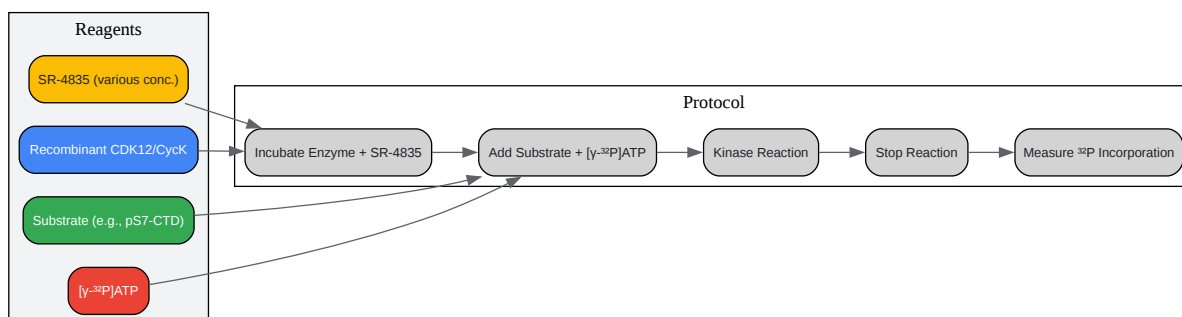 Reagents
SR-4835 (various conc.)
Recombinant CDK12/CycK
Substrate (e.g., pS7-CTD)
[γ-³²P]ATP
Protocol
Incubate Enzyme + SR-4835
Add Substrate + [γ-³²P]ATP
Kinase Reaction
Stop Reaction
Measure ³²P Incorporation